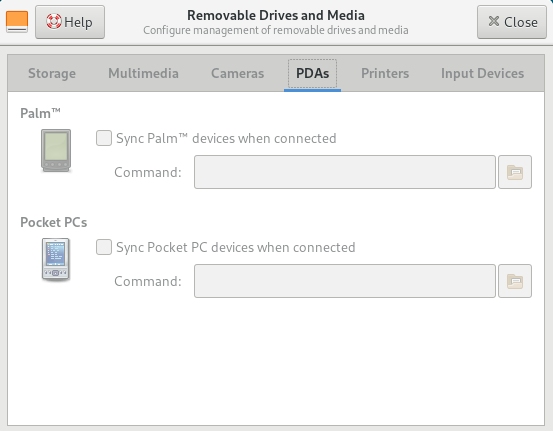 Help
Removable Drives and Media
Configure management of removable drives and media
Close
Storage Multimedia Cameras PDAs Printers Input Devices
Palm™
Sync Palm™ devices when connected
Command:
Pocket PCs
Sync Pocket PC devices when connected
Command: